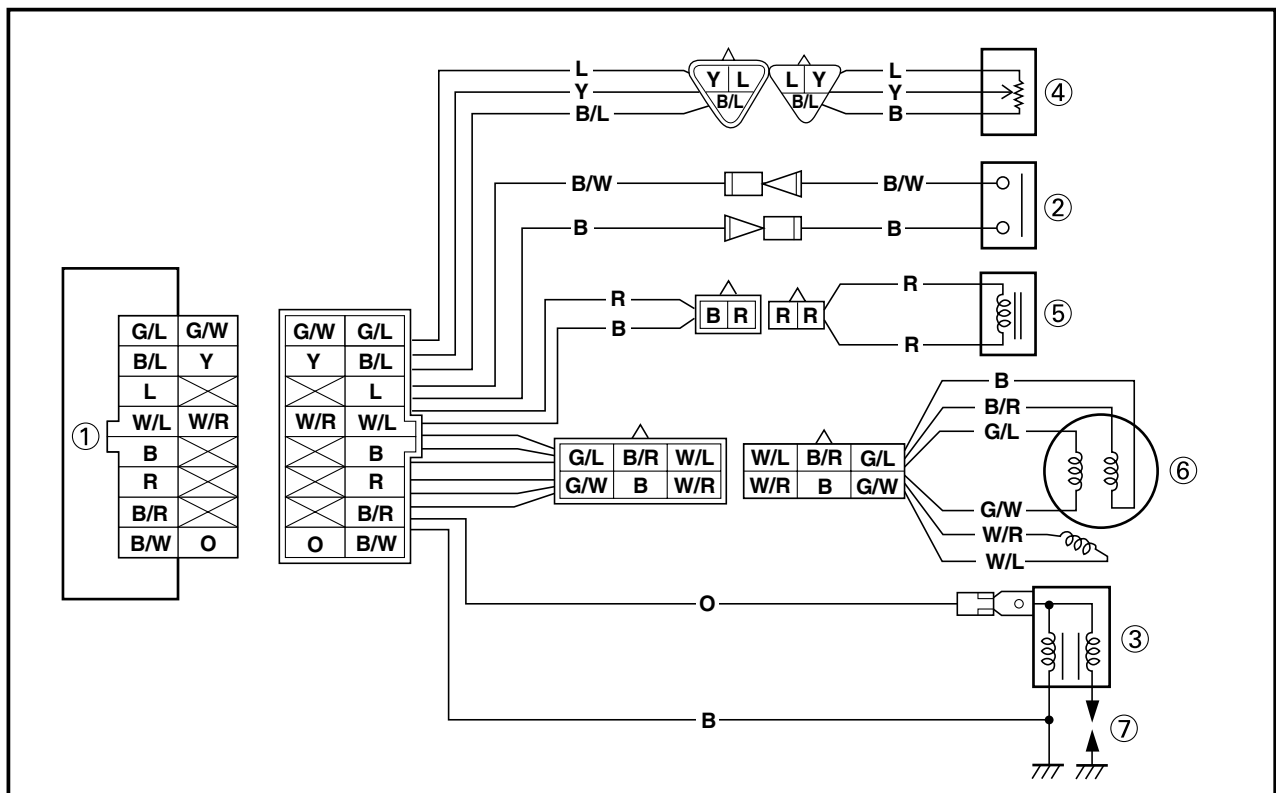 L Y L L Y L ④
Y B/L B/L Y
B/L B
B/W B/W ②
B B
R B R R R R ⑤
B R
① G/L G/W
B/L Y
L
W/L W/R
B
R
B/R
B/W O
G/W G/L
Y B/L
L
W/R W/L
B
R
B/R
O B/W
G/L B/R W/L
G/W B W/R
W/L B/R G/L
W/R B G/W
B
B/R
G/L
⑥
G/W
W/R
W/L
O ③
B ⑦